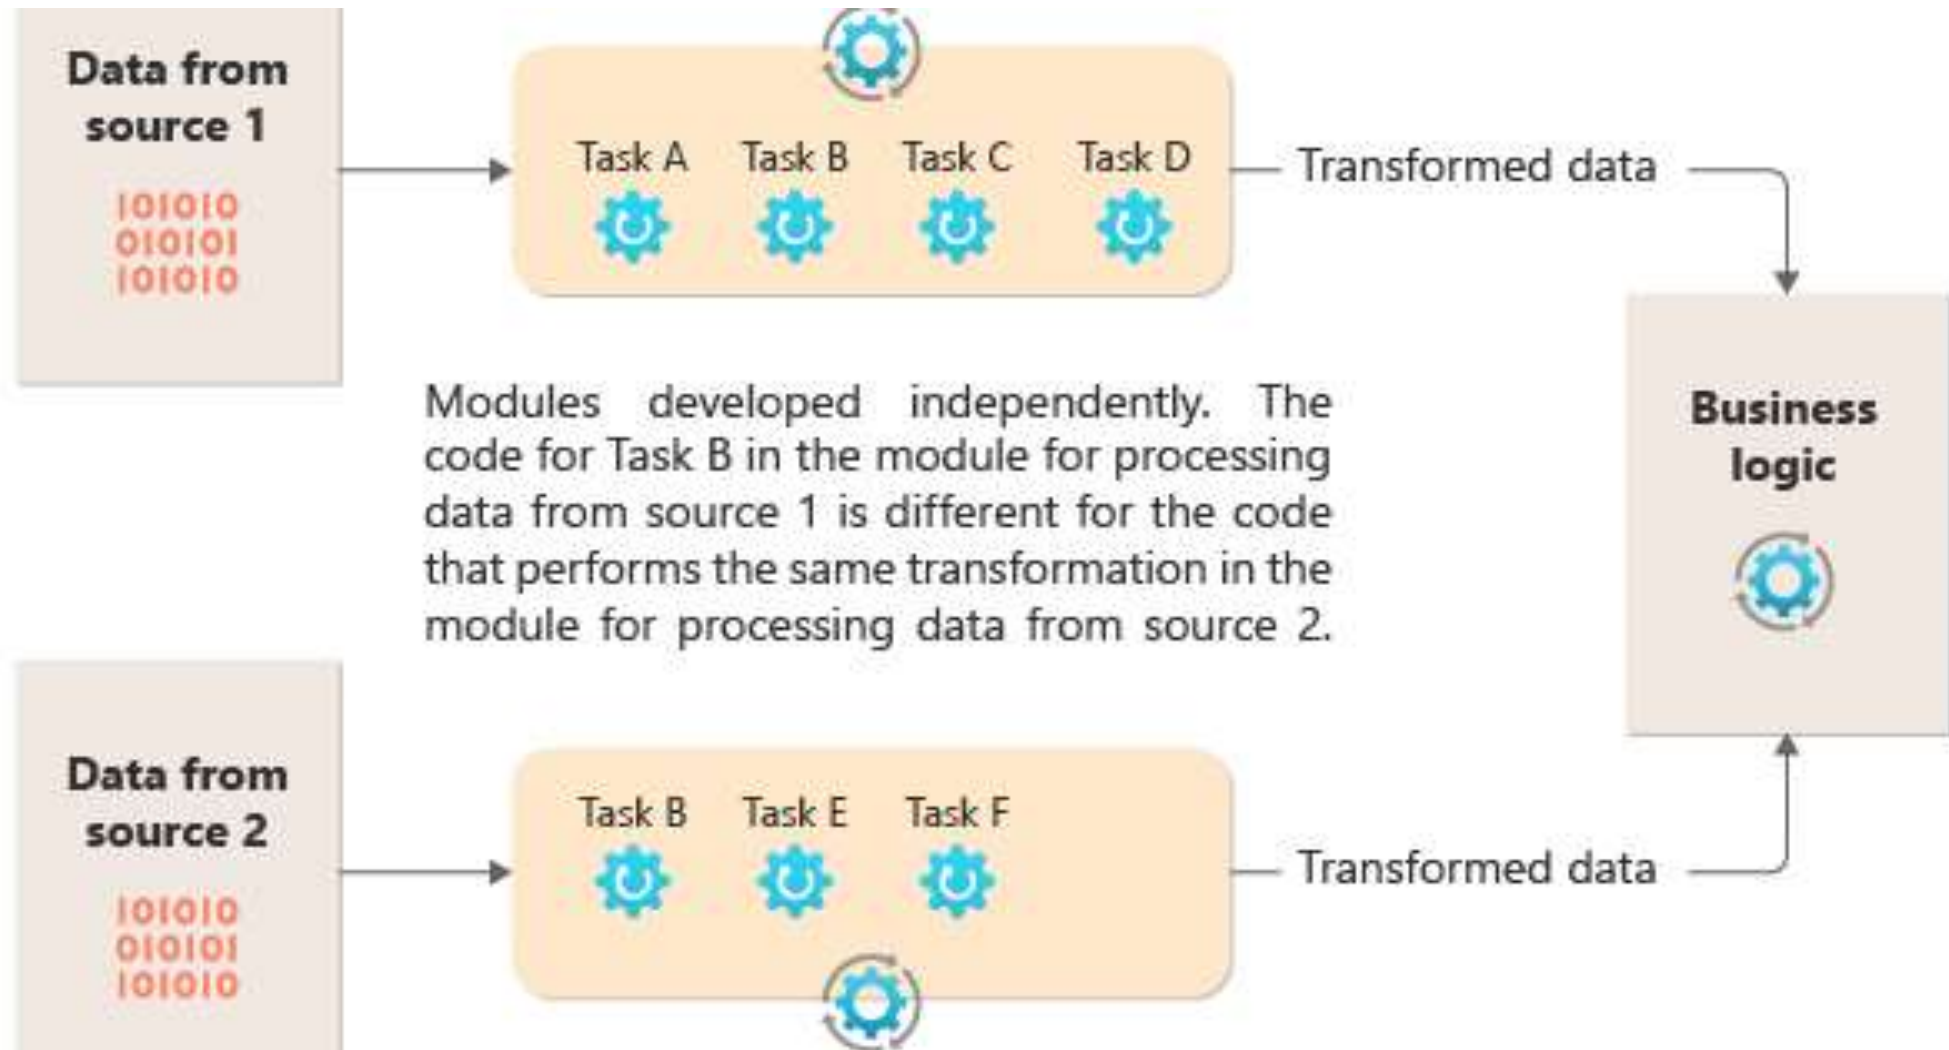 Data from
source 1
101010
010101
101010
Task A Task B Task C Task D
Transformed data
Modules developed independently. The
code for Task B in the module for processing
data from source 1 is different for the code
that performs the same transformation in the
module for processing data from source 2.
Business
logic
Data from
source 2
101010
010101
101010
Task B Task E Task F
Transformed data